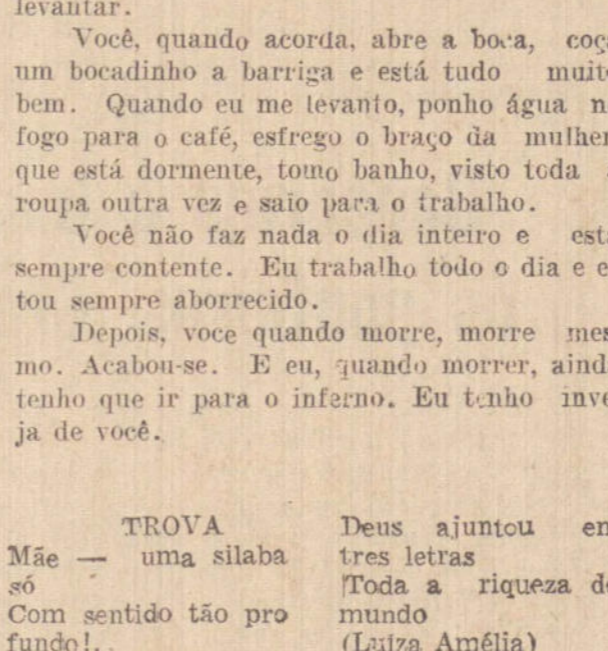 levantar.
Você, quando acorda, abre a boca, coça
um bocadinho a barriga e está tudo muit
bem. Quando eu me levanto, ponho água n
fogo para o café, esfrego o braço da mulher
que está dormente, tomo banho, visto toda
roupa outra vez e saio para o trabalho.
Você não faz nada o dia inteiro e est
sempre contente. Eu trabalho todo o dia e e
tou sempre aborrecido.
Depois, voce quando morre, morre mes
mo. Acabou-se. E eu, quando morrer, aind
tenho que ir para o inferno. Eu tenho inve
ja de você.
TROVA
Mãe — uma silaba
só
Com sentido tão pro
fundo!..
Deus ajuntou en
tres letras
Toda a riqueza do
mundo
(Luiza Amélia)